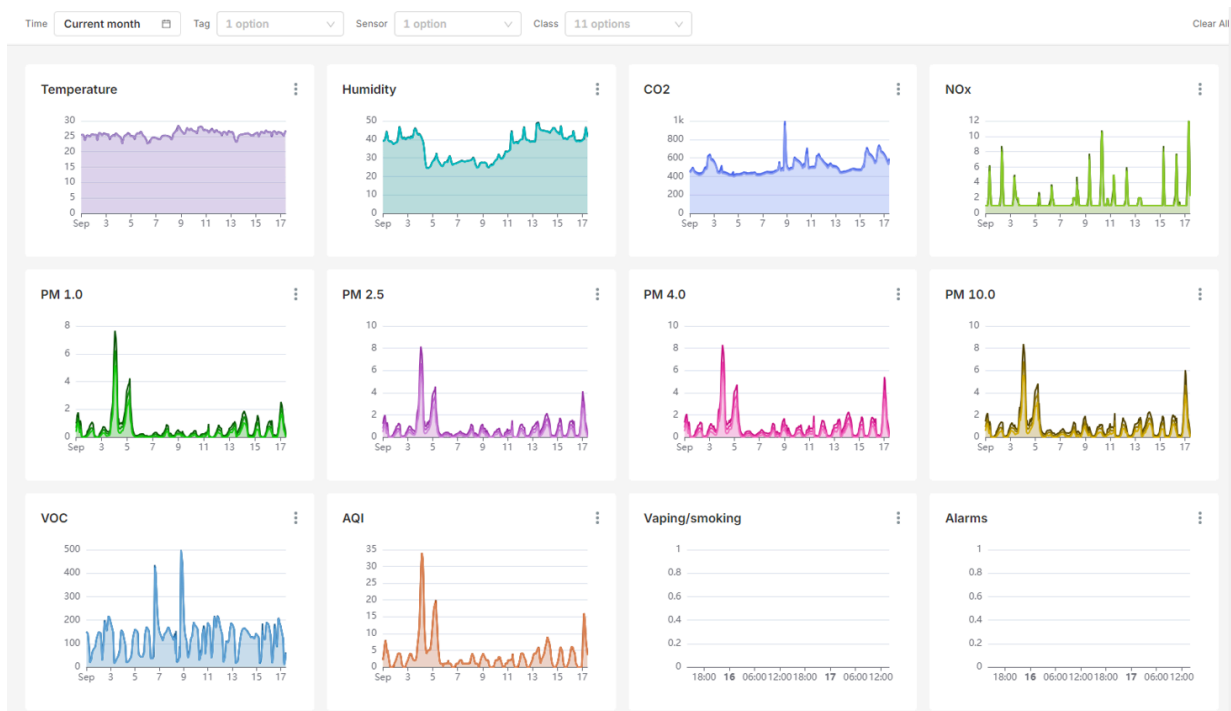 Time Current month Tag 1 option Sensor 1 option Class 11 options Clear All
Temperature
30
25
20
15
10
5
0
Sep 3 5 7 9 11 13 15 17
Humidity
50
40
30
20
10
0
Sep 3 5 7 9 11 13 15 17
CO2
1k
800
600
400
200
0
Sep 3 5 7 9 11 13 15 17
NOx
12
10
8
6
4
2
0
Sep 3 5 7 9 11 13 15 17
PM 1.0
8
6
4
2
0
Sep 3 5 7 9 11 13 15 17
PM 2.5
10
8
6
4
2
0
Sep 3 5 7 9 11 13 15 17
PM 4.0
10
8
6
4
2
0
Sep 3 5 7 9 11 13 15 17
PM 10.0
10
8
6
4
2
0
Sep 3 5 7 9 11 13 15 17
VOC
500
400
300
200
100
0
Sep 3 5 7 9 11 13 15 17
AQI
35
30
25
20
15
10
5
0
Sep 3 5 7 9 11 13 15 17
Vaping/smoking
1
0.8
0.6
0.4
0.2
0
18:00 16 06:00 12:00 18:00 17 06:00 12:00
Alarms
1
0.8
0.6
0.4
0.2
0
18:00 16 06:00 12:00 18:00 17 06:00 12:00